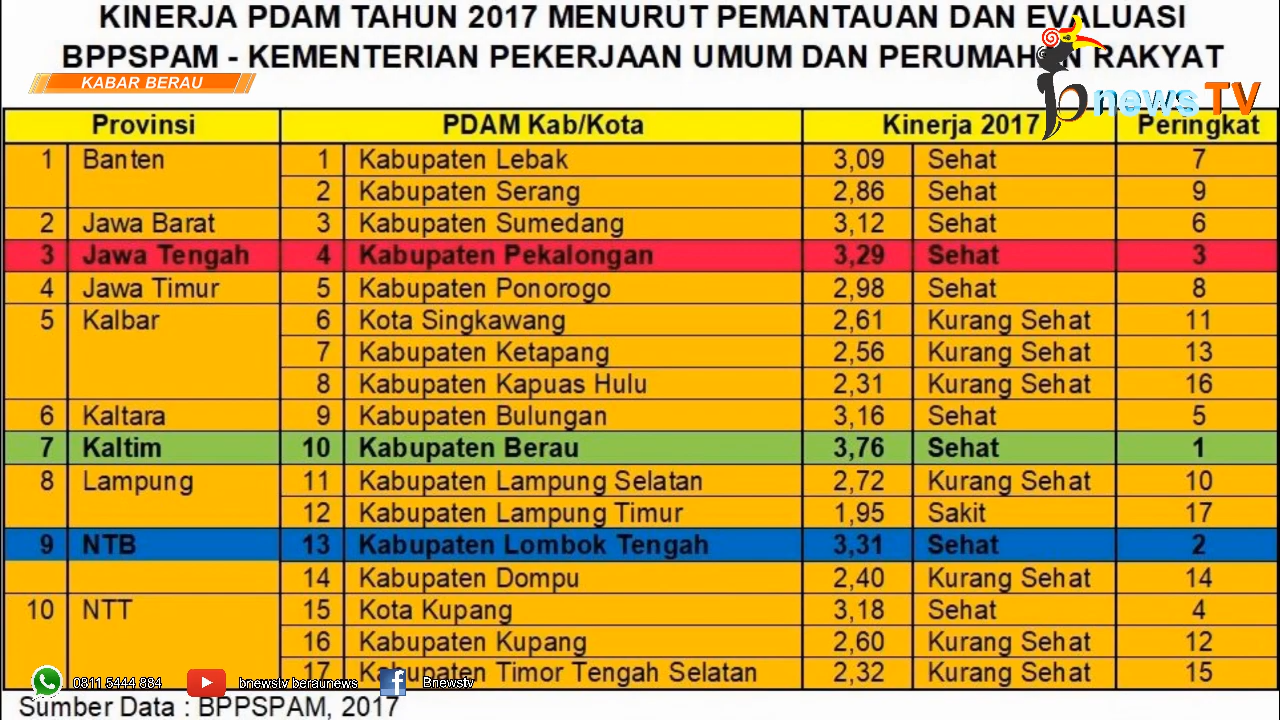 KINERJA PDAM TAHUN 2017 MENURUT PEMANTAUAN DAN EVALUASI
BPPSPAM - KEMENTERIAN PEKERJAAN UMUM DAN PERUMAHAN RAKYAT
KABAR BERAU
bnewsTV
Provinsi PDAM Kab/Kota Kinerja 2017 Peringkat
1 Banten 1 Kabupaten Lebak 3,09 Sehat 7
2 Kabupaten Serang 2,86 Sehat 9
2 Jawa Barat 3 Kabupaten Sumedang 3,12 Sehat 6
3 Jawa Tengah 4 Kabupaten Pekalongan 3,29 Sehat 3
4 Jawa Timur 5 Kabupaten Ponorogo 2,98 Sehat 8
5 Kalbar 6 Kota Singkawang 2,61 Kurang Sehat 11
7 Kabupaten Ketapang 2,56 Kurang Sehat 13
8 Kabupaten Kapuas Hulu 2,31 Kurang Sehat 16
6 Kaltara 9 Kabupaten Bulungan 3,16 Sehat 5
7 Kaltim 10 Kabupaten Berau 3,76 Sehat 1
8 Lampung 11 Kabupaten Lampung Selatan 2,72 Kurang Sehat 10
12 Kabupaten Lampung Timur 1,95 Sakit 17
9 NTB 13 Kabupaten Lombok Tengah 3,31 Sehat 2
14 Kabupaten Dompu 2,40 Kurang Sehat 14
10 NTT 15 Kota Kupang 3,18 Sehat 4
16 Kabupaten Kupang 2,60 Kurang Sehat 12
17 Kabupaten Timor Tengah Selatan 2,32 Kurang Sehat 15
0811 5444 884 bnewstv beraunews Bnewstv
Sumber Data : BPPSPAM, 2017